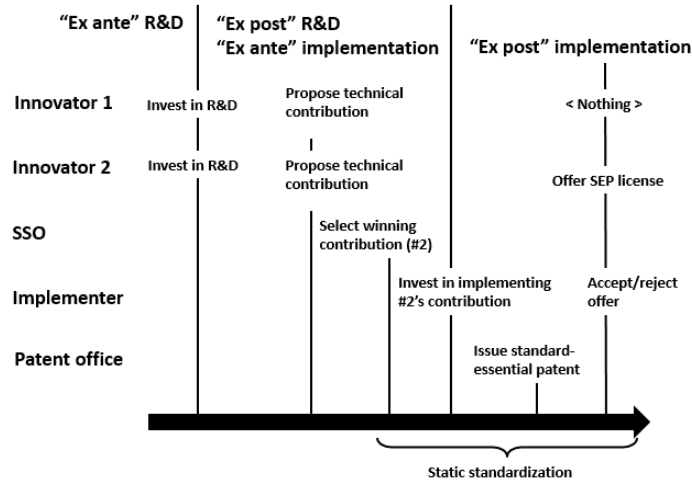 “Ex ante” R&D
“Ex post” R&D
“Ex ante” implementation
“Ex post” implementation
Innovator 1
Invest in R&D
Propose technical
contribution
< Nothing >
Innovator 2
Invest in R&D
Propose technical
contribution
Offer SEP license
SSO
Select winning
contribution (#2)
Implementer
Invest in implementing
#2’s contribution
Accept/reject
offer
Patent office
Issue standard-
essential patent
Static standardization